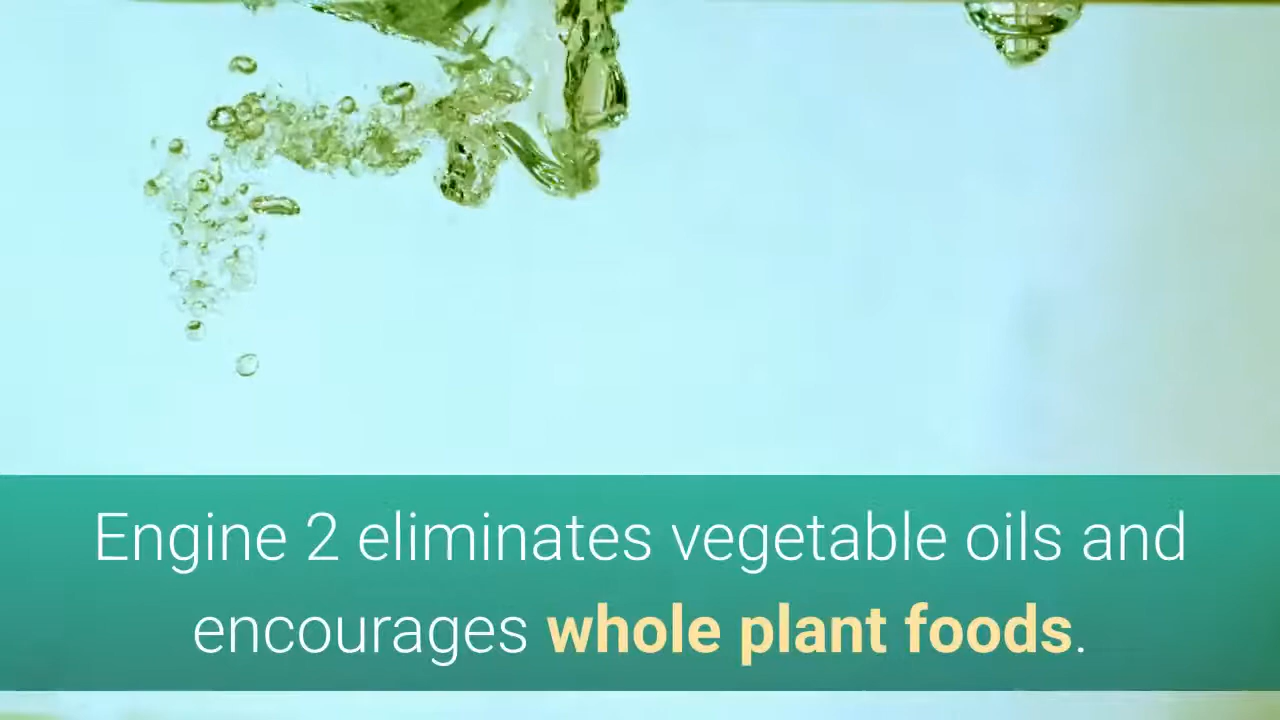 Engine 2 eliminates vegetable oils and
encourages whole plant foods.